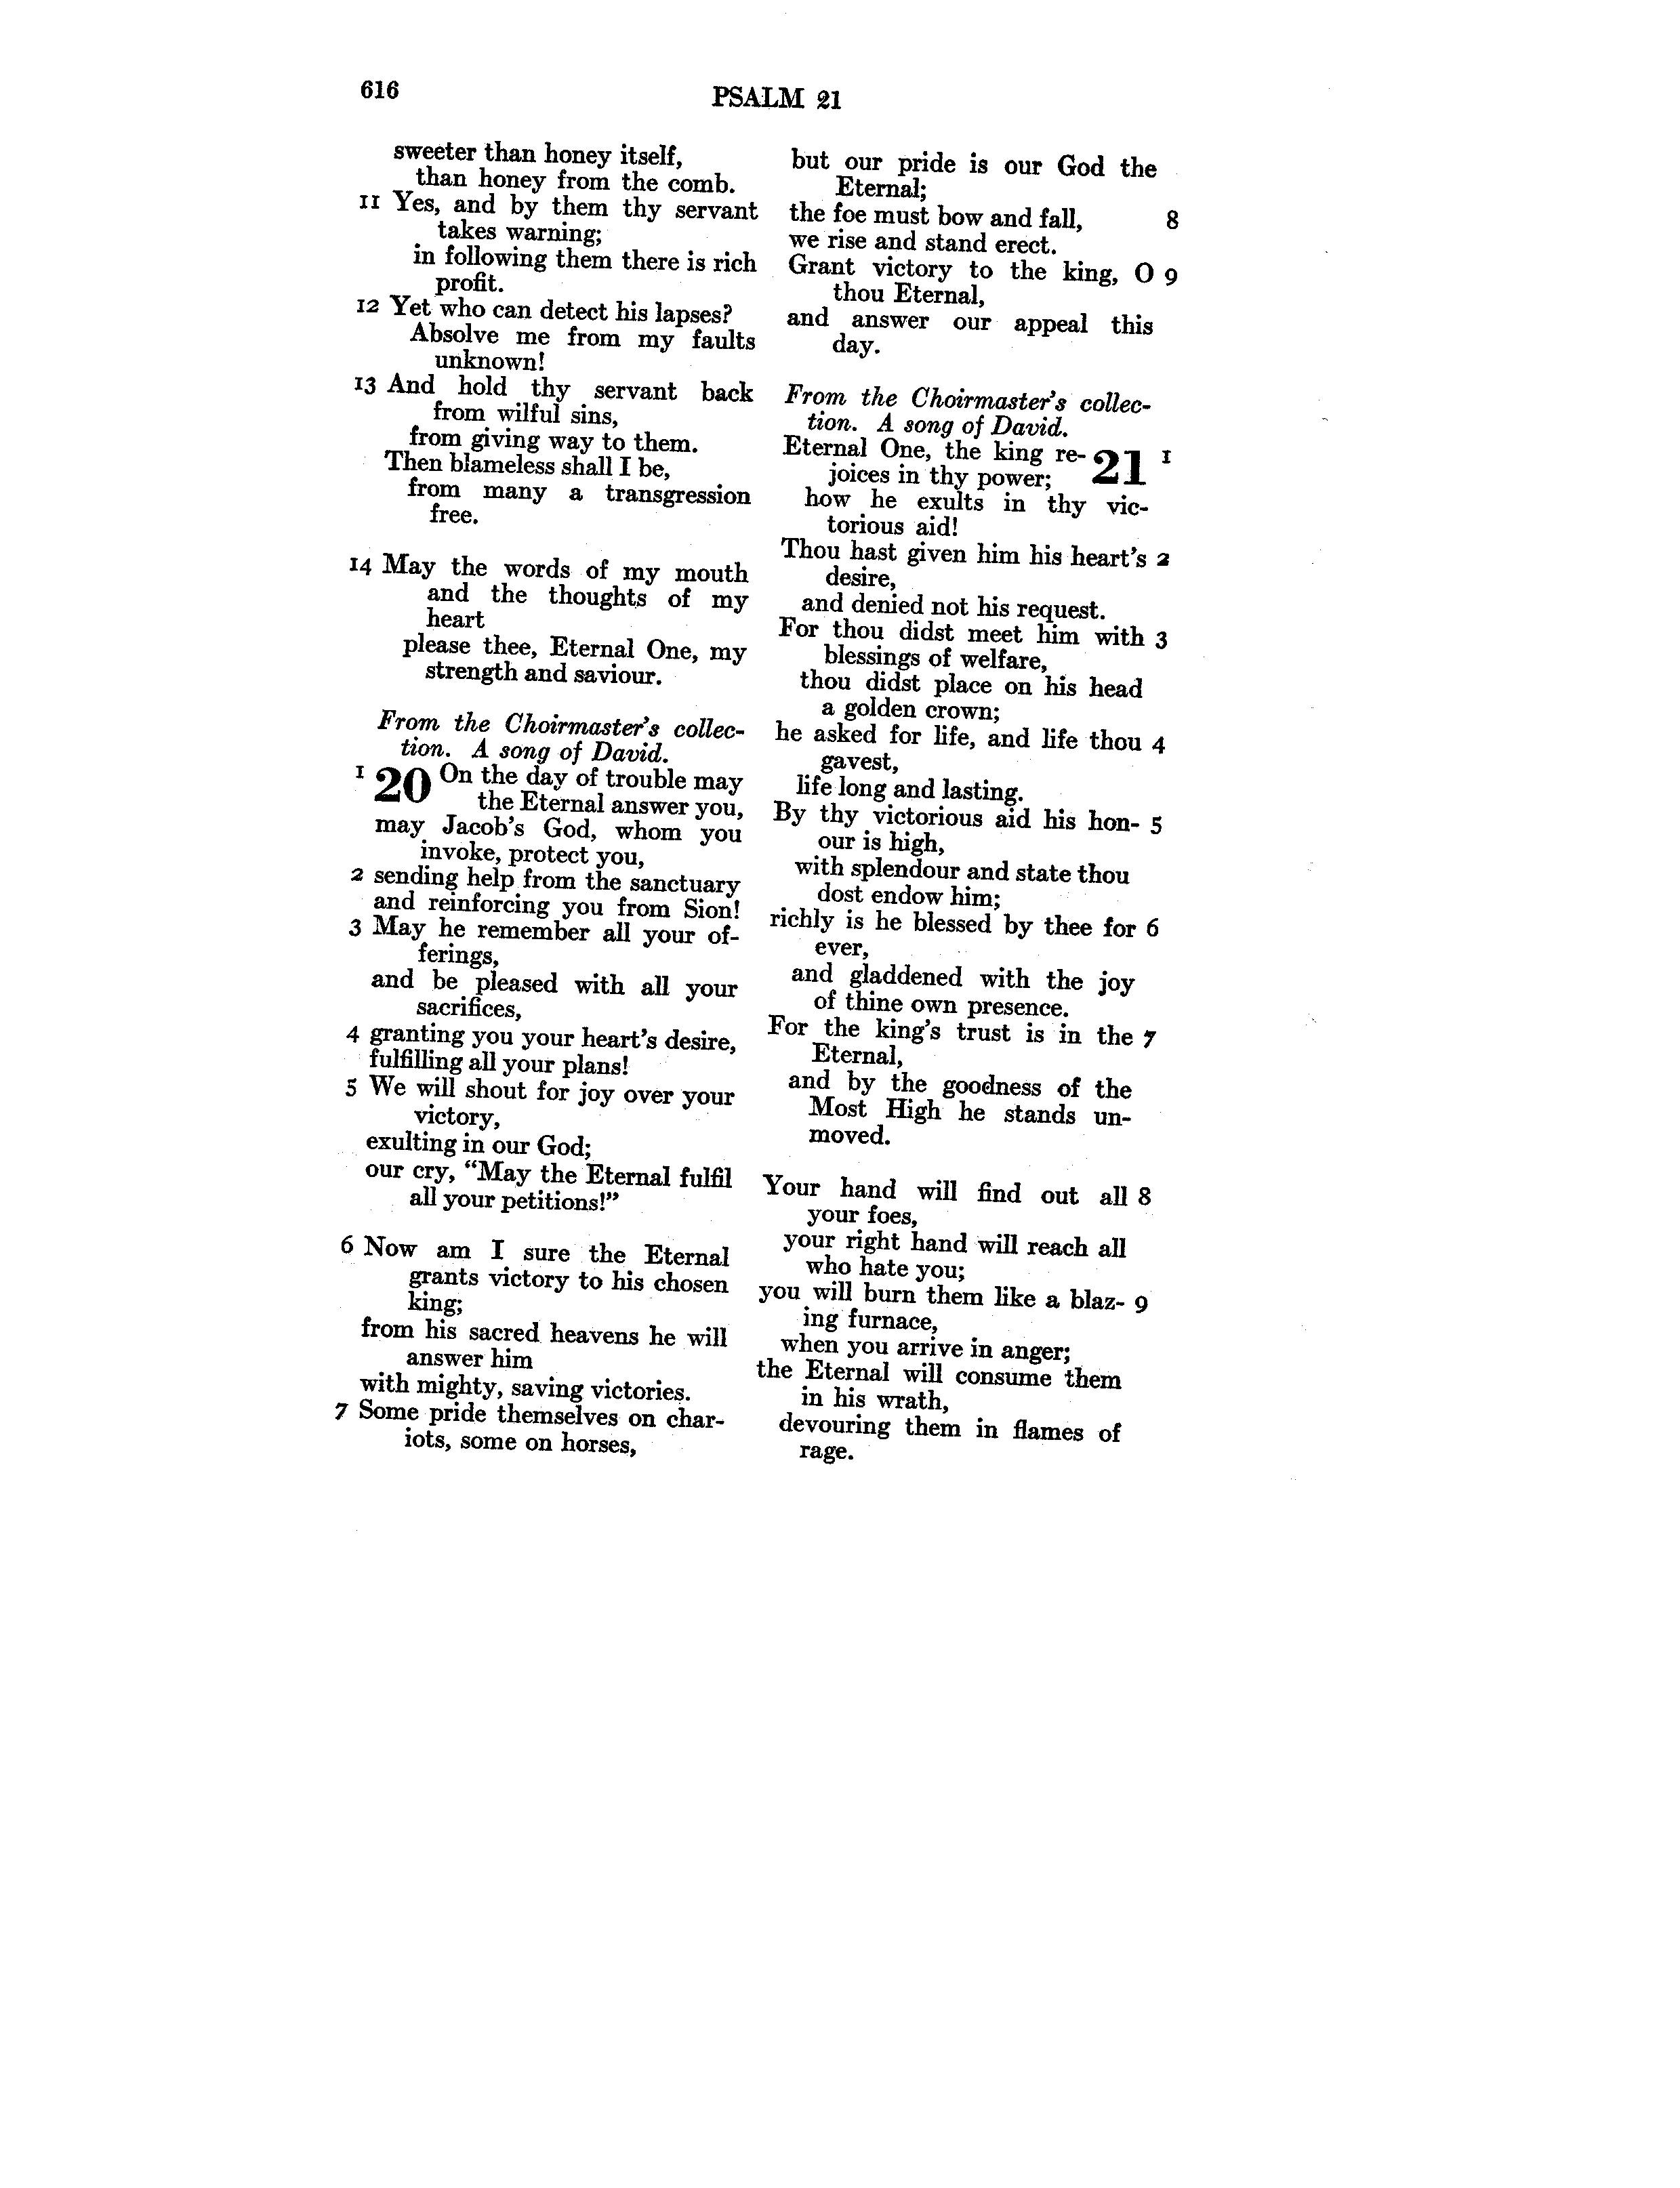 616
PSALM 21
sweeter than honey itself,
than honey from the comb.
11 Yes, and by them thy servant
takes warning;
in following them there is rich
profit.
12 Yet who can detect his lapses?
Absolve me from my faults
unknown!
13 And hold thy servant back
from wilful sins,
from giving way to them.
Then blameless shall I be,
from many a transgression
free.
14 May the words of my mouth
and the thoughts of my
heart
please thee, Eternal One, my
strength and saviour.
From the Choirmaster's collec-
tion. A song of David.
1 20 On the day of trouble may
the Eternal answer you,
may Jacob's God, whom you
invoke, protect you,
2 sending help from the sanctuary
and reinforcing you from Sion!
3 May he remember all your of-
ferings,
and be pleased with all your
sacrifices,
4 granting you your heart's desire,
fulfilling all your plans!
5 We will shout for joy over your
victory,
exulting in our God;
our cry, "May the Eternal fulfil
all your petitions!"
6 Now am I sure the Eternal
grants victory to his chosen
king;
from his sacred heavens he will
answer him
with mighty, saving victories.
7 Some pride themselves on char-
iots, some on horses,
but our pride is our God the
Eternal;
the foe must bow and fall, 8
we rise and stand erect.
Grant victory to the king, O 9
thou Eternal,
and answer our appeal this
day.
From the Choirmaster's collec-
tion. A song of David.
Eternal One, the king re- 21 1
joices in thy power;
how he exults in thy vic-
torious aid!
Thou hast given him his heart's 2
desire,
and denied not his request.
For thou didst meet him with 3
blessings of welfare,
thou didst place on his head
a golden crown;
he asked for life, and life thou 4
gavest,
life long and lasting.
By thy victorious aid his hon- 5
our is high,
with splendour and state thou
dost endow him;
richly is he blessed by thee for 6
ever,
and gladdened with the joy
of thine own presence.
For the king's trust is in the 7
Eternal,
and by the goodness of the
Most High he stands un-
moved.
Your hand will find out all 8
your foes,
your right hand will reach all
who hate you;
you will burn them like a blaz- 9
ing furnace,
when you arrive in anger;
the Eternal will consume them
in his wrath,
devouring them in flames of
rage.